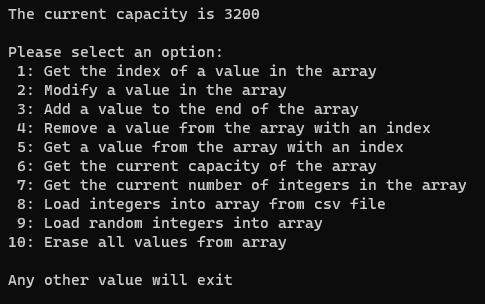 The current capacity is 3200
Please select an option:
1: Get the index of a value in the array
2: Modify a value in the array
3: Add a value to the end of the array
4: Remove a value from the array with an index
5: Get a value from the array with an index
6: Get the current capacity of the array
7: Get the current number of integers in the array
8: Load integers into array from csv file
9: Load random integers into array
10: Erase all values from array
Any other value will exit